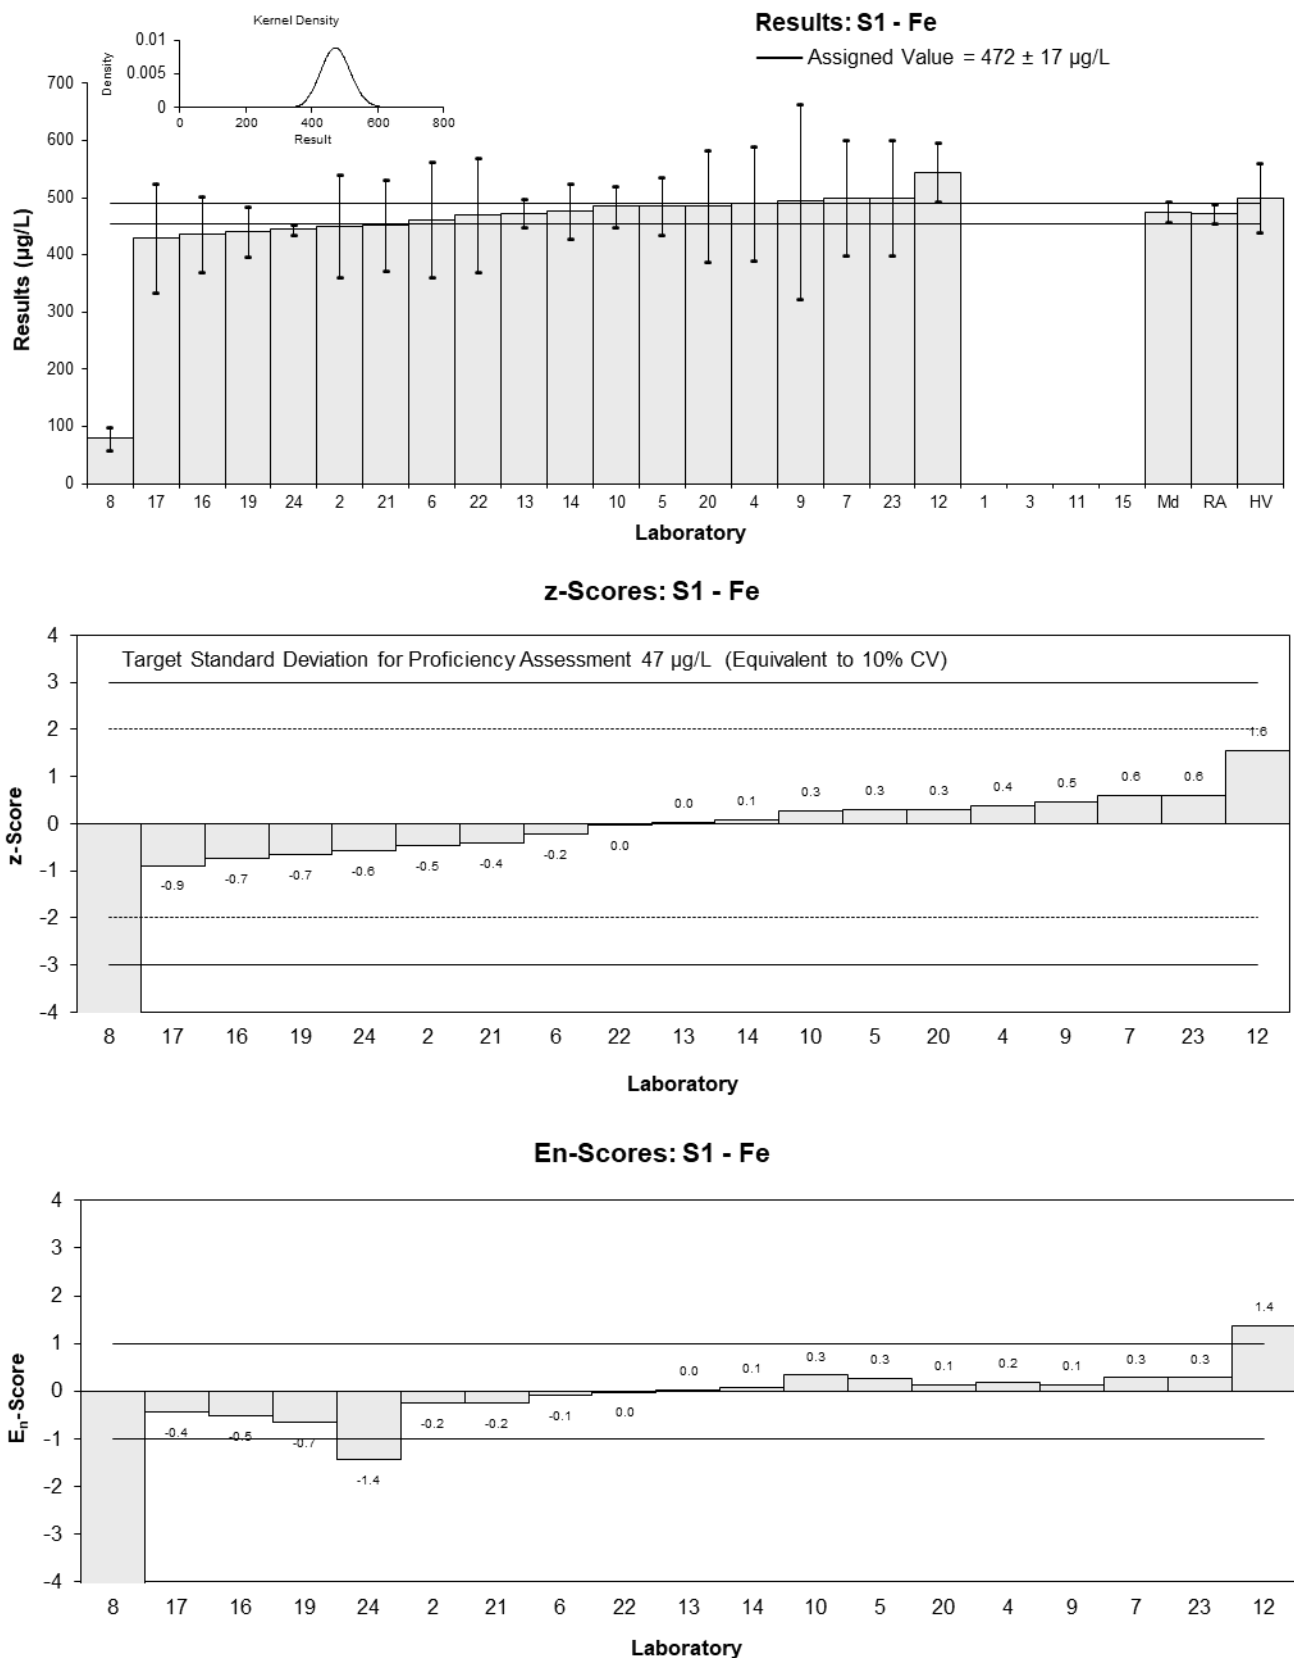 Results: S1 - Fe
Assigned Value = 472 ± 17 µg/L
Kernel Density
Density
0.01
0.005
0
0 200 400 600 800
Result
Results (µg/L)
700
600
500
400
300
200
100
0
8 17 16 19 24 2 21 6 22 13 14 10 5 20 4 9 7 23 12 1 3 11 15 Md RA HV
Laboratory
z-Scores: S1 - Fe
Target Standard Deviation for Proficiency Assessment 47 µg/L (Equivalent to 10% CV)
z-Score
4
3
2
1
0
-1
-2
-3
-4
-0.9 -0.7 -0.7 -0.6 -0.5 -0.4 -0.2 0.0 0.0 0.1 0.3 0.3 0.3 0.4 0.5 0.6 0.6 1.6
8 17 16 19 24 2 21 6 22 13 14 10 5 20 4 9 7 23 12
Laboratory
En-Scores: S1 - Fe
En-Score
4
3
2
1
0
-1
-2
-3
-4
-0.4 -0.5 -0.7 -1.4 -0.2 -0.2 -0.1 0.0 0.0 0.1 0.3 0.3 0.1 0.2 0.1 0.3 0.3 1.4
8 17 16 19 24 2 21 6 22 13 14 10 5 20 4 9 7 23 12
Laboratory